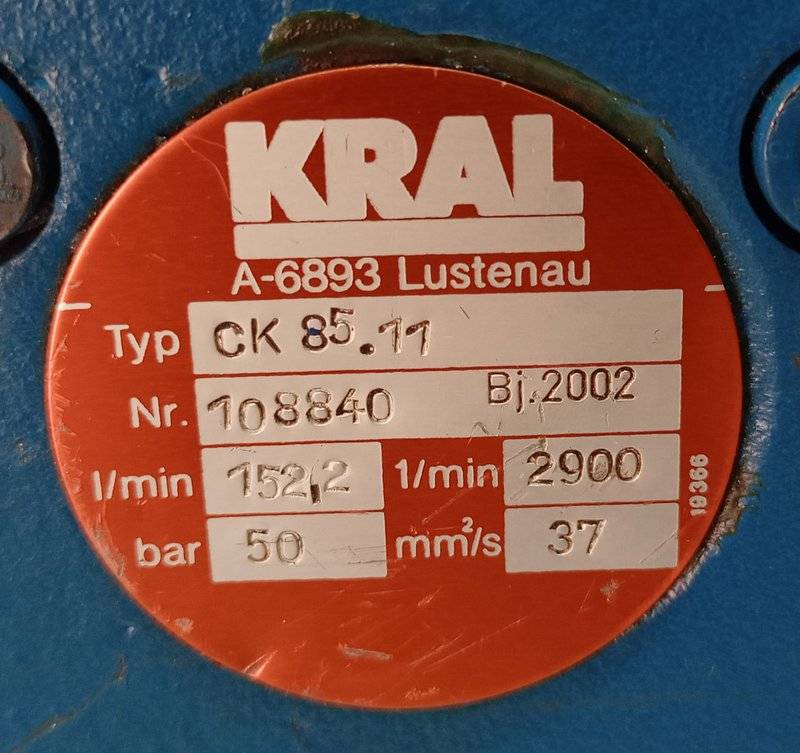 KRAL
A-6893 Lustenau
Typ CK 85.11
Nr. 108840 Bj.2002
l/min 152,2 1/min 2900
bar 50 mm²/s 37
19366